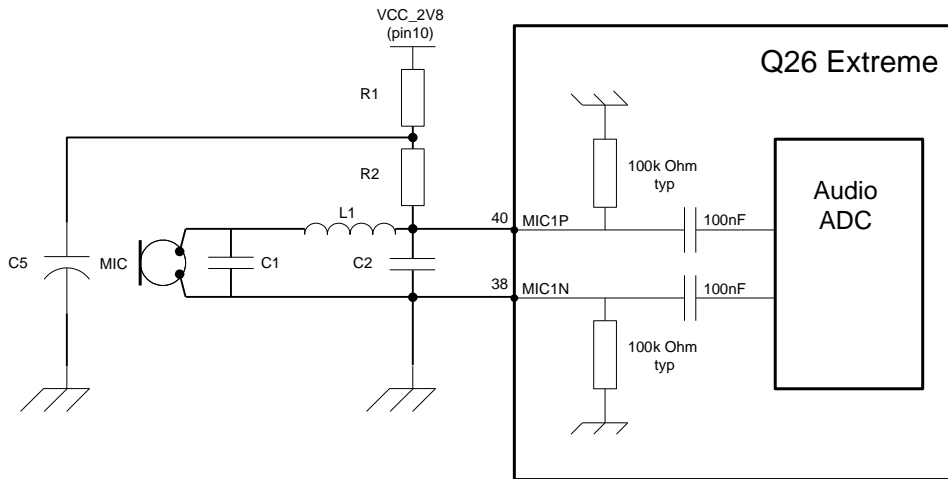 VCC_2V8
(pin10)
Q26 Extreme
R1
R2
100k Ohm
typ
Audio
ADC
L1
40
MIC1P
100nF
C5
MIC
C1
C2
38
MIC1N
100nF
100k Ohm
typ